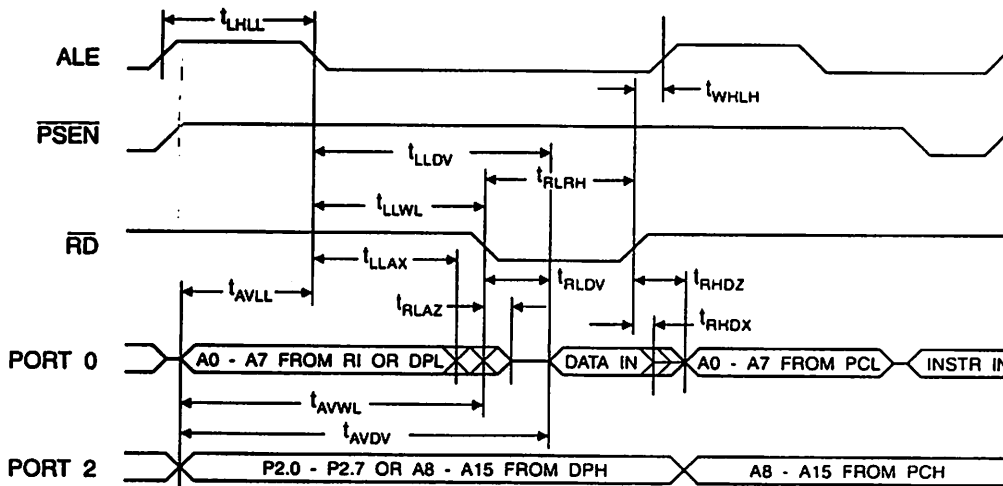 tLHLL
ALE
tWHLH
PSEN
tLLDV
tRLRH
tLLWL
RD
tLLAX
tRLDV
tRHDZ
tAVLL
tRLAZ
tRHDX
PORT 0
A0 - A7 FROM RI OR DPL
DATA IN
A0 - A7 FROM PCL
INSTR IN
tAVWL
tAVDV
PORT 2
P2.0 - P2.7 OR A8 - A15 FROM DPH
A8 - A15 FROM PCH